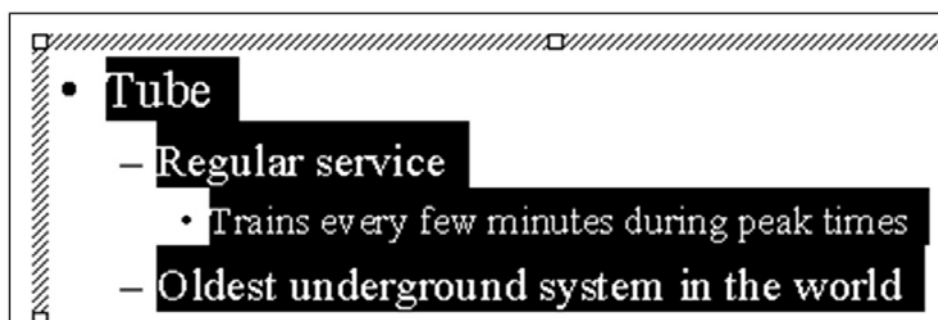 • Tube
– Regular service
• Trains every few minutes during peak times
– Oldest underground system in the world